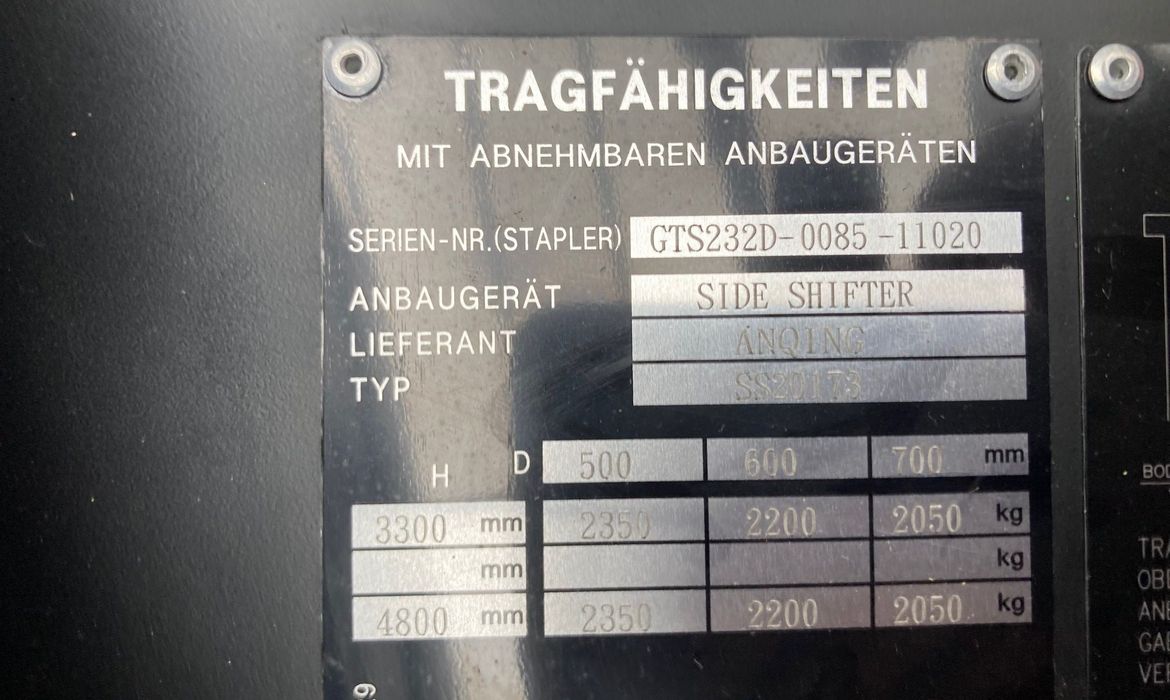 TRAGFÄHIGKEITEN
MIT ABNEHMBAREN ANBAUGERÄTEN
SERIEN-NR.(STAPLER) GTS232D-0085-11020
ANBAUGERÄT SIDE SHIFTER
LIEFERANT ANQING
TYP SS20173
H D 500 600 700 mm
3300 mm 2350 2200 2050 kg
mm kg
4800 mm 2350 2200 2050 kg